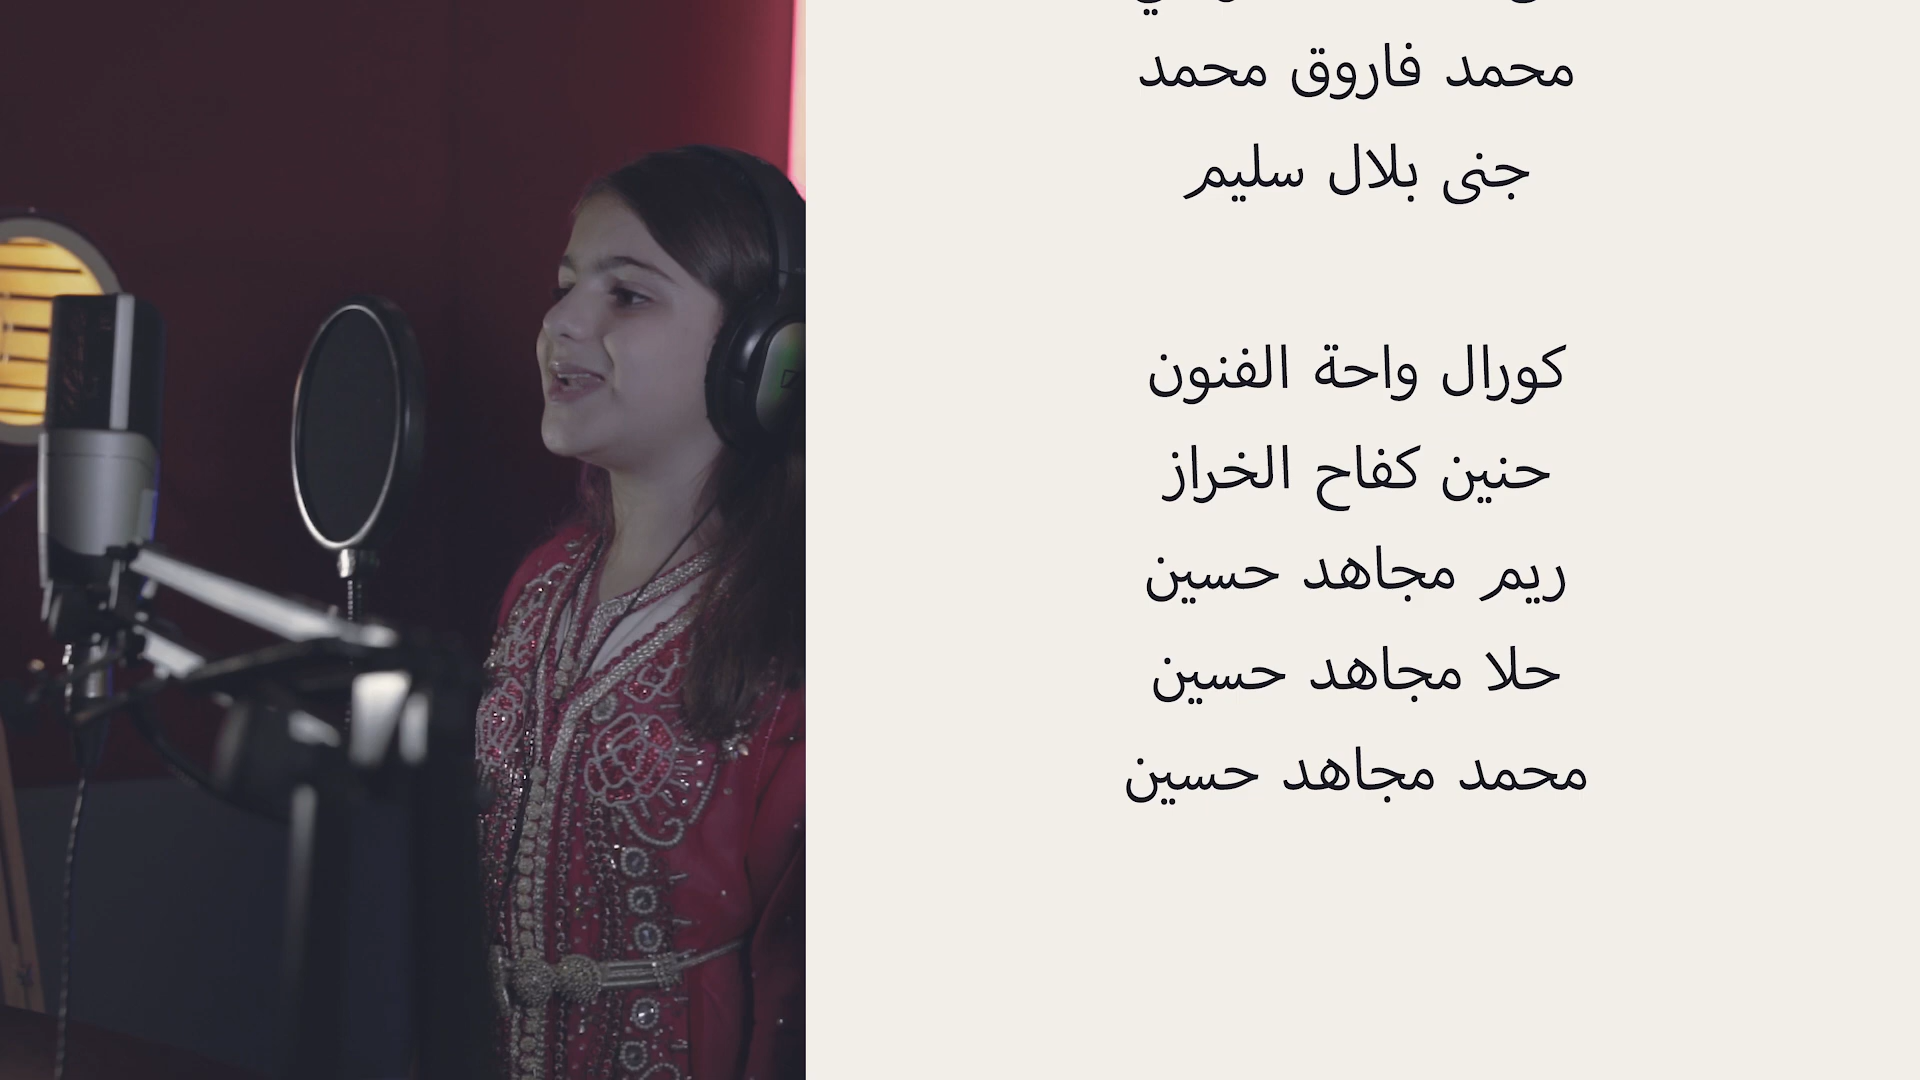 محمد فاروق محمد
جنى بلال سليم
كورال واحة الفنون
حنين كفاح الخراز
ريم مجاهد حسين
حلا مجاهد حسين
محمد مجاهد حسين